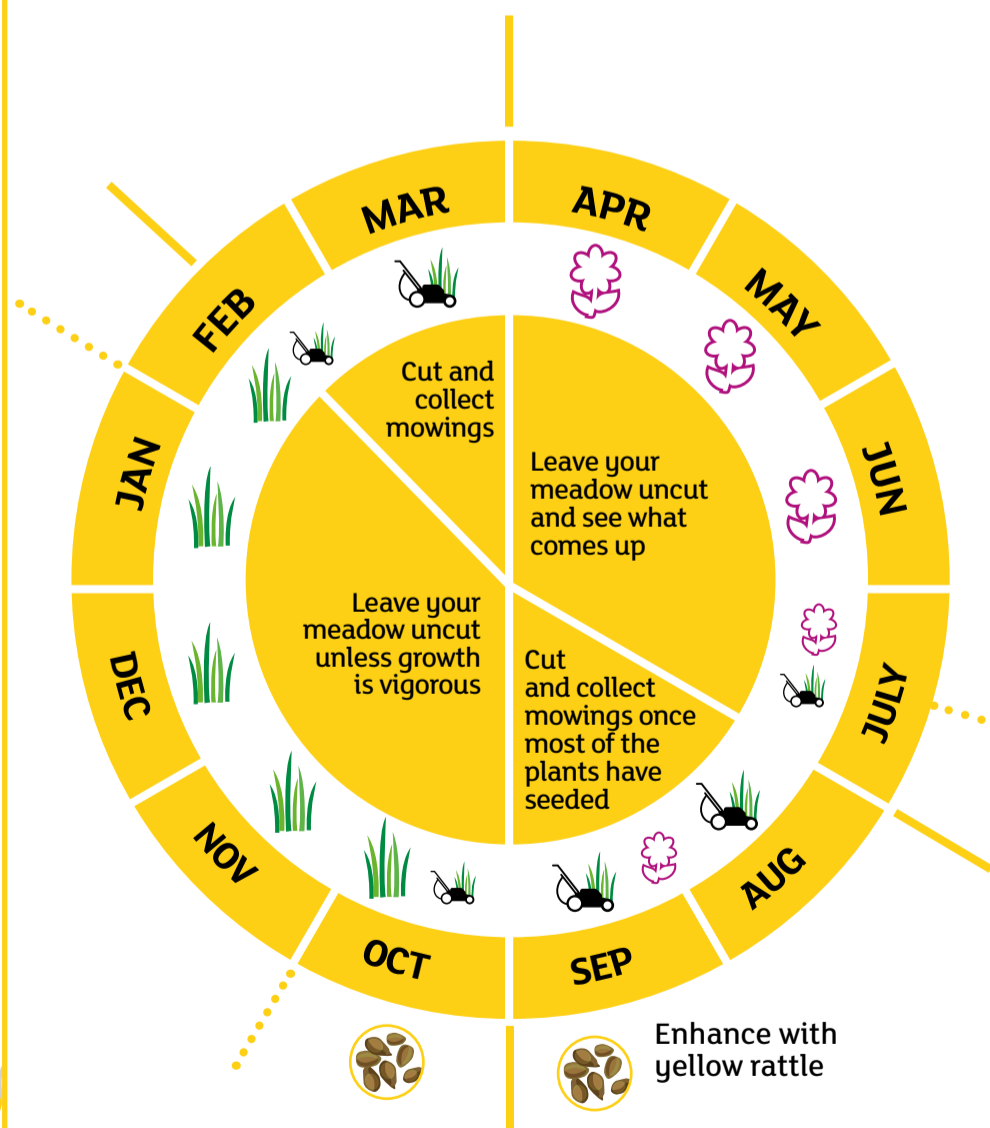 MAR
APR
FEB
MAY
JAN
JUN
DEC
JULY
NOV
AUG
OCT
SEP
Cut and
collect
mowings
Leave your
meadow uncut
and see what
comes up
Leave your
meadow uncut
unless growth
is vigorous
Cut
and collect
mowings once
most of the
plants have
seeded
Enhance with
yellow rattle